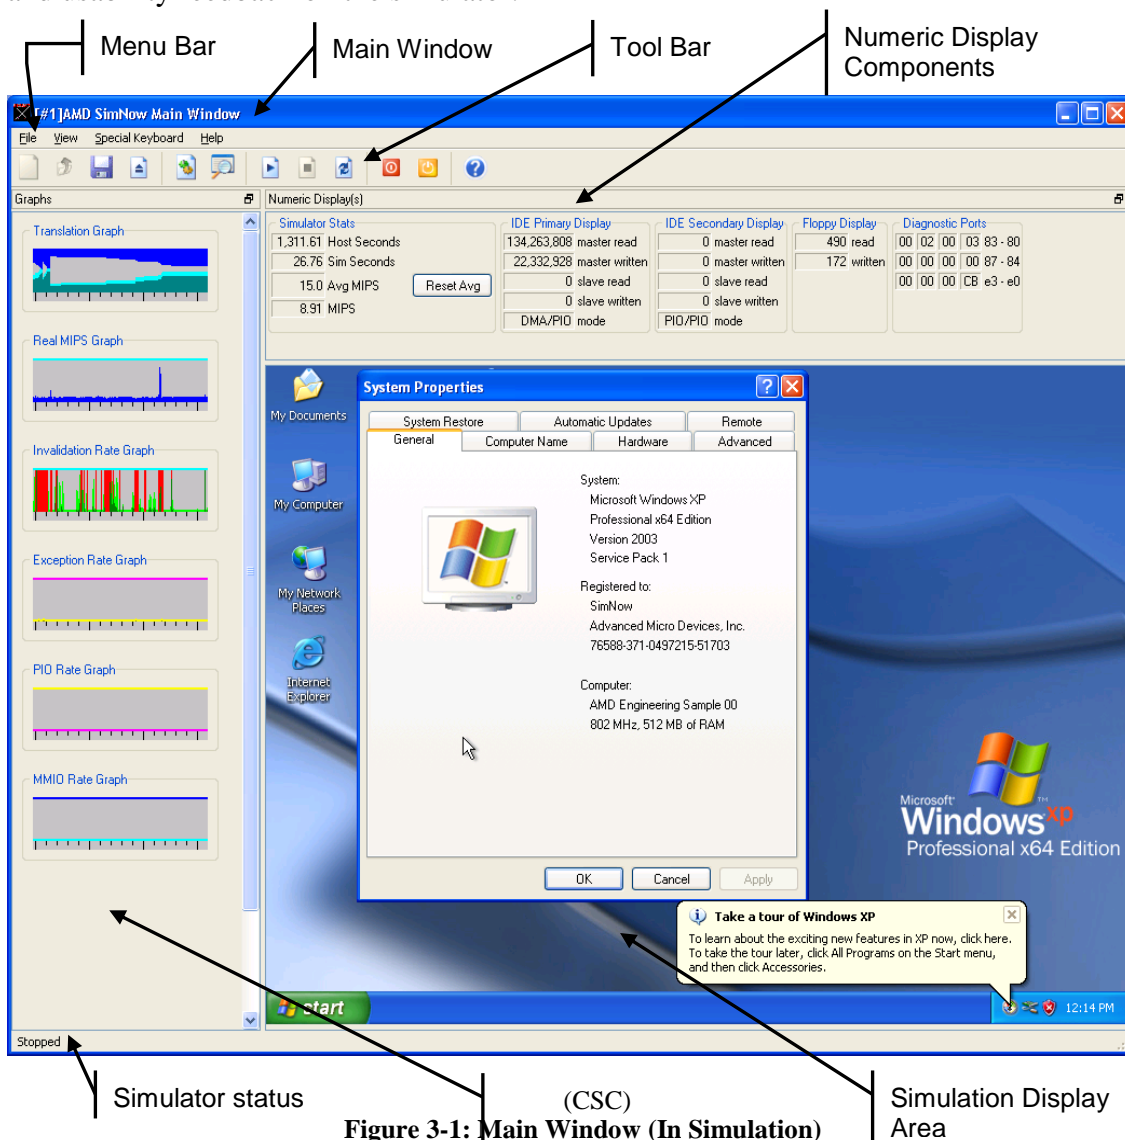 Menu Bar
Main Window
Tool Bar
Numeric Display
Components
[#1]AMD SimNow Main Window
File View Special Keyboard Help
Graphs
Numeric Display(s)
Translation Graph
Real MIPS Graph
Invalidation Rate Graph
Exception Rate Graph
PIO Rate Graph
MMIO Rate Graph
Simulator Stats
1,311.61 Host Seconds
26.76 Sim Seconds
15.0 Avg MIPS Reset Avg
8.91 MIPS
IDE Primary Display
134,263,808 master read
22,332,928 master written
0 slave read
0 slave written
DMA/PIO mode
IDE Secondary Display
0 master read
0 master written
0 slave read
0 slave written
PIO/PIO mode
Floppy Display
490 read
172 written
Diagnostic Ports
00 02 00 03 83 - 80
00 00 00 00 87 - 84
00 00 00 CB e3 - e0
My Documents
My Computer
My Network
Places
Internet
Explorer
System Properties
System Restore Automatic Updates Remote
General Computer Name Hardware Advanced
System:
Microsoft Windows XP
Professional x64 Edition
Version 2003
Service Pack 1
Registered to:
SimNow
Advanced Micro Devices, Inc.
76588-371-0497215-51703
Computer:
AMD Engineering Sample 00
802 MHz, 512 MB of RAM
OK Cancel Apply
Microsoft
Windows xp
Professional x64 Edition
Take a tour of Windows XP
To learn about the exciting new features in XP now, click here.
To take the tour later, click All Programs on the Start menu,
and then click Accessories.
start
12:14 PM
Stopped
Simulator status
(CSC)
Simulation Display
Area
Figure 3-1: Main Window (In Simulation)